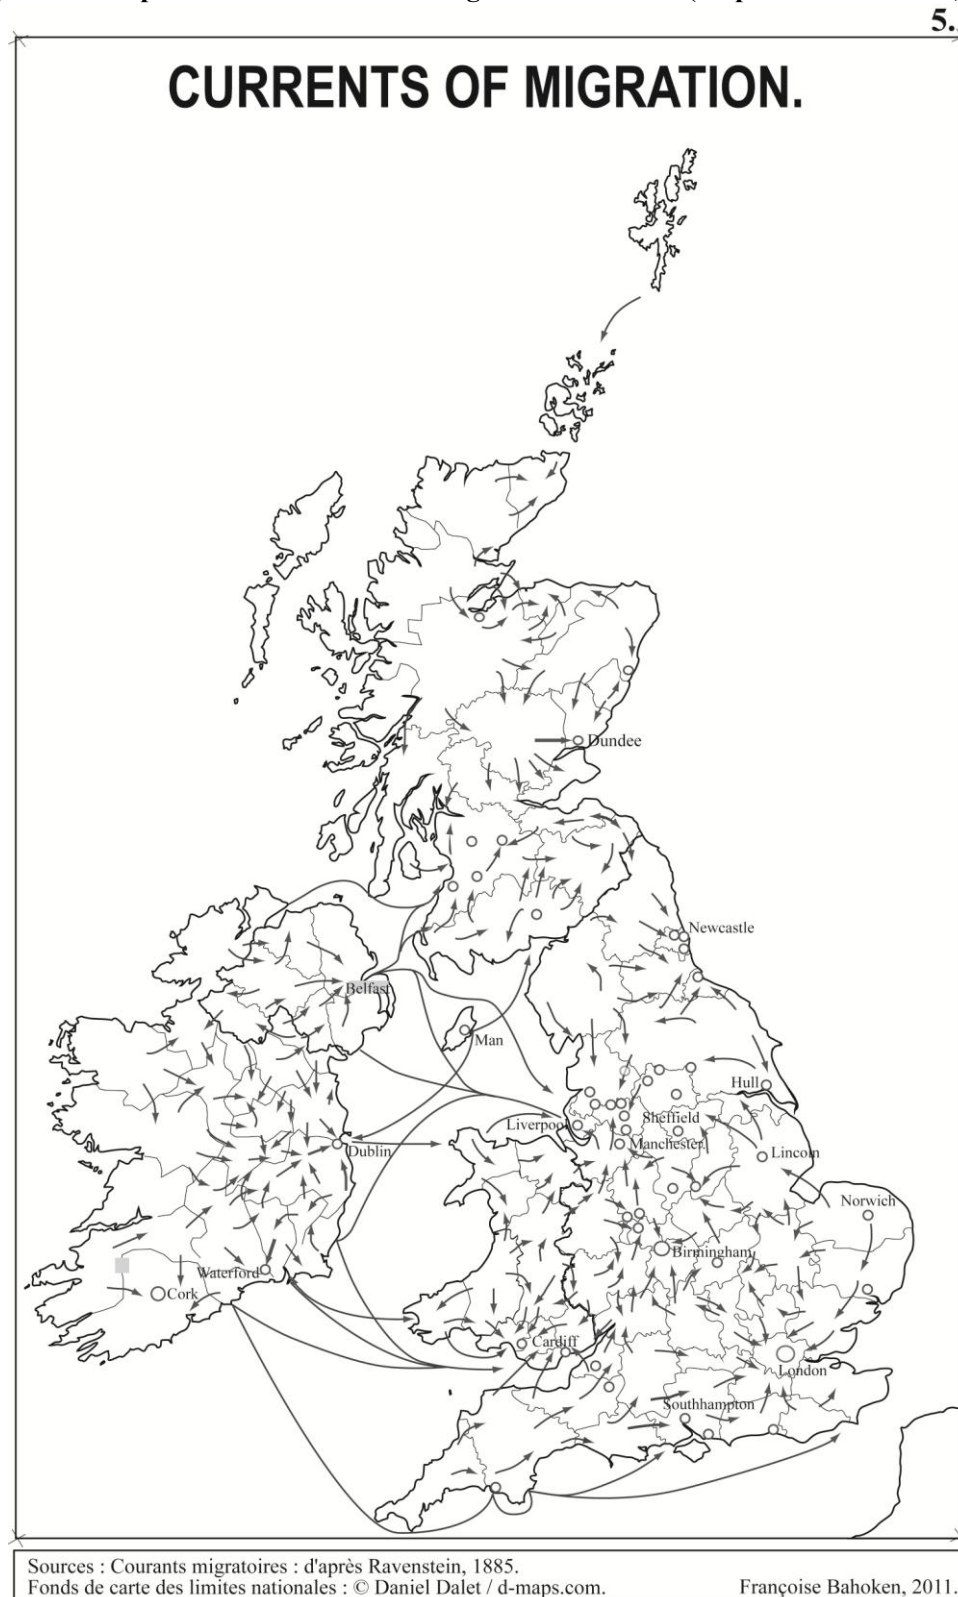 5.
CURRENTS OF MIGRATION.
Dundee
Newcastle
Belfast
Man
Hull
Sheffield
Liverpool
Manchester
Dublin
Lincoln
Norwich
Birmingham
Waterford
Cork
Cardiff
London
Southhampton
Sources : Courants migratoires : d'après Ravenstein, 1885.
Fonds de carte des limites nationales : © Daniel Dalet / d-maps.com.
Françoise Bahoken, 2011.